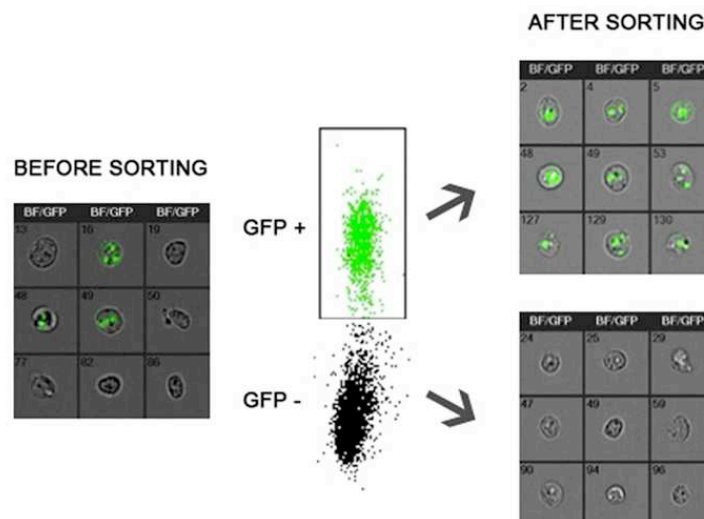 AFTER SORTING
BF/GFP BF/GFP BF/GFP
2 4 5
48 49 53
127 129 130
BEFORE SORTING
BF/GFP BF/GFP BF/GFP
13 16 19
48 49 50
77 82 86
GFP +
GFP -
BF/GFP BF/GFP BF/GFP
24 25 29
47 49 59
90 94 96